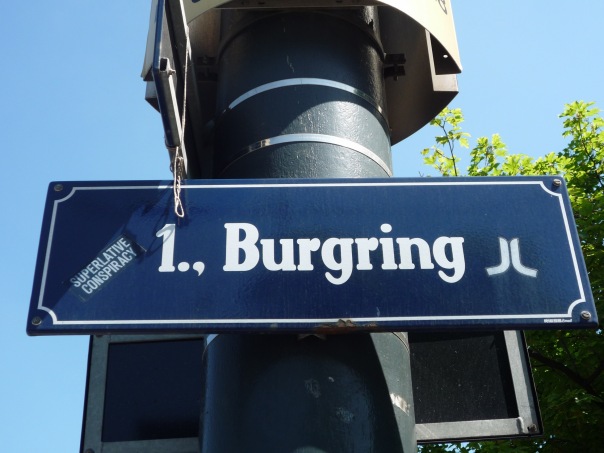 1., Burgring
SUPERLATIVE
CONSPIRACY